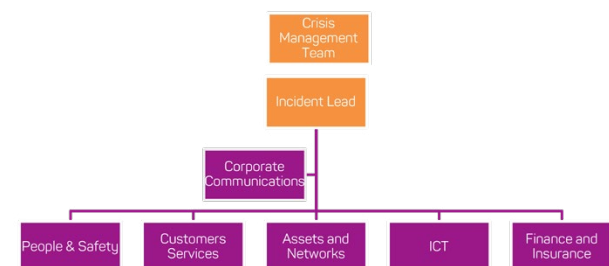 Crisis
Management
Team
Incident Lead
Corporate
Communications
People & Safety
Customers
Services
Assets and
Networks
ICT
Finance and
Insurance